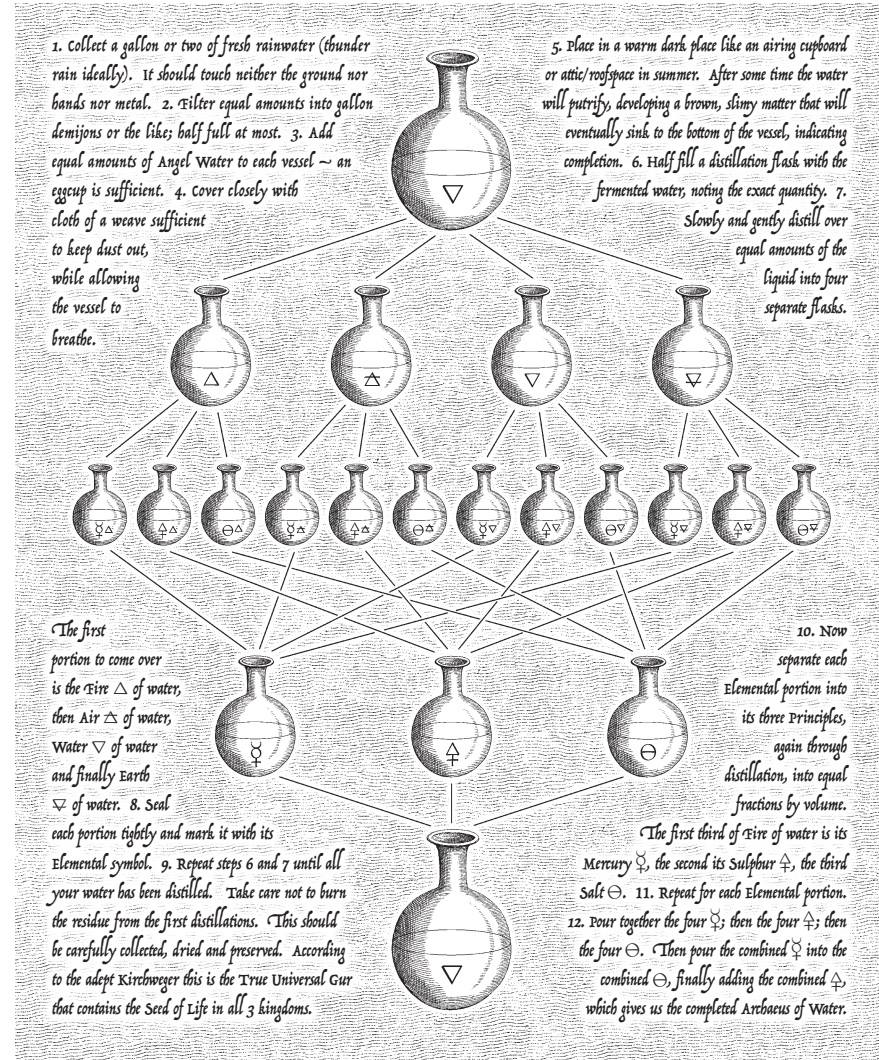 1. Collect a gallon or two of fresh rainwater (thunder
rain ideally). It should touch neither the ground nor
hands nor metal. 2. Filter equal amounts into gallon
demijons or the like; half full at most. 3. Add
equal amounts of Angel Water to each vessel ~ an
eggcup is sufficient. 4. Cover closely with
cloth of a weave sufficient
to keep dust out,
while allowing
the vessel to
breathe.
5. Place in a warm dark place like an airing cupboard
or attic/roofspace in summer. After some time the water
will putrify, developing a brown, slimy matter that will
eventually sink to the bottom of the vessel, indicating
completion. 6. Half fill a distillation flask with the
fermented water, noting the exact quantity. 7.
Slowly and gently distill over
equal amounts of the
liquid into four
separate flasks.
🜄
🜂 🜁 🜄 🜃
☿🜂 🜍🜂 🜔🜂 ☿🜁 🜍🜁 🜔🜁 ☿🜄 🜍🜄 🜔🜄 ☿🜃 🜍🜃 🜔🜃
The first
portion to come over
is the Fire 🜂 of water,
then Air 🜁 of water,
Water 🜄 of water
and finally Earth
🜃 of water. 8. Seal
each portion tightly and mark it with its
Elemental symbol. 9. Repeat steps 6 and 7 until all
your water has been distilled. Take care not to burn
the residue from the first distillations. This should
be carefully collected, dried and preserved. According
to the adept Kirchweger this is the True Universal Gur
that contains the Seed of Life in all 3 kingdoms.
☿ 🜍 🜔
🜄
10. Now
separate each
Elemental portion into
its three Principles,
again through
distillation, into equal
fractions by volume.
The first third of Fire of water is its
Mercury ☿, the second its Sulphur 🜍, the third
Salt 🜔. 11. Repeat for each Elemental portion.
12. Pour together the four ☿; then the four 🜍; then
the four 🜔. Then pour the combined ☿ into the
combined 🜔, finally adding the combined 🜍,
which gives us the completed Archaeus of Water.